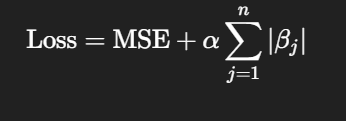 Loss = MSE + α ∑_{j=1}^{n} |β_j|